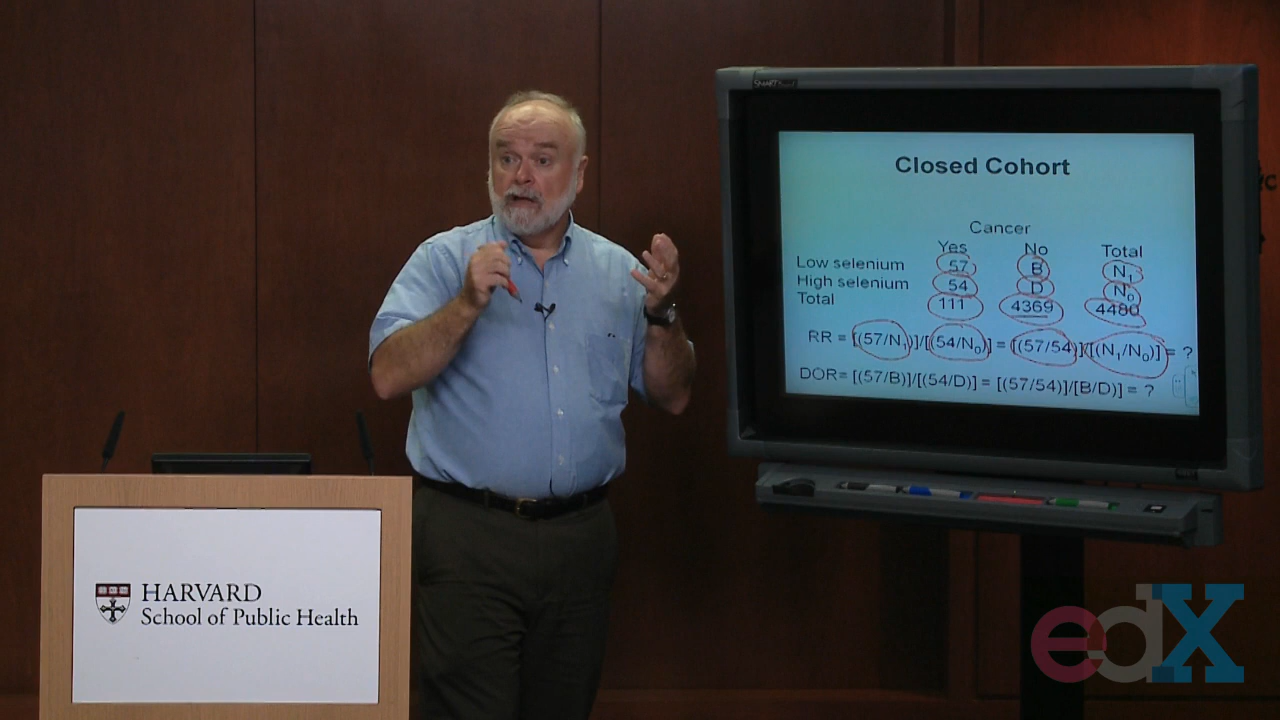 SMART
Closed Cohort
Cancer
Yes No Total
Low selenium 57 B N₁
High selenium 54 D N₀
Total 111 4369 4480
RR = [(57/N₁)]/[(54/N₀)] = [(57/54)]/[(N₁/N₀)] = ?
DOR= [(57/B)]/[(54/D)] = [(57/54)]/[B/D)] = ?
HARVARD
School of Public Health
edX